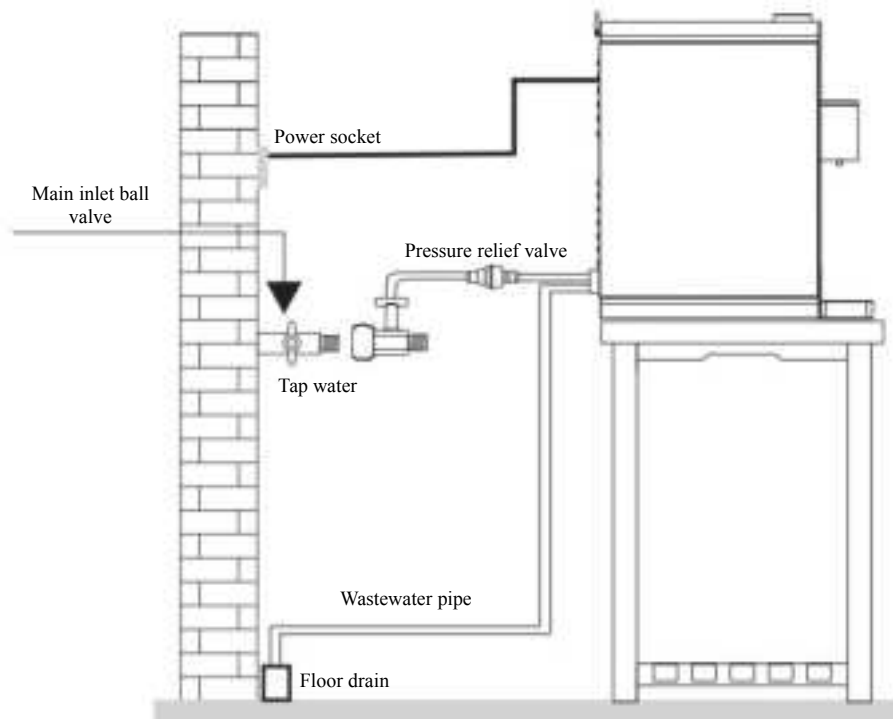 Power socket
Main inlet ball
valve
Pressure relief valve
Tap water
Wastewater pipe
Floor drain